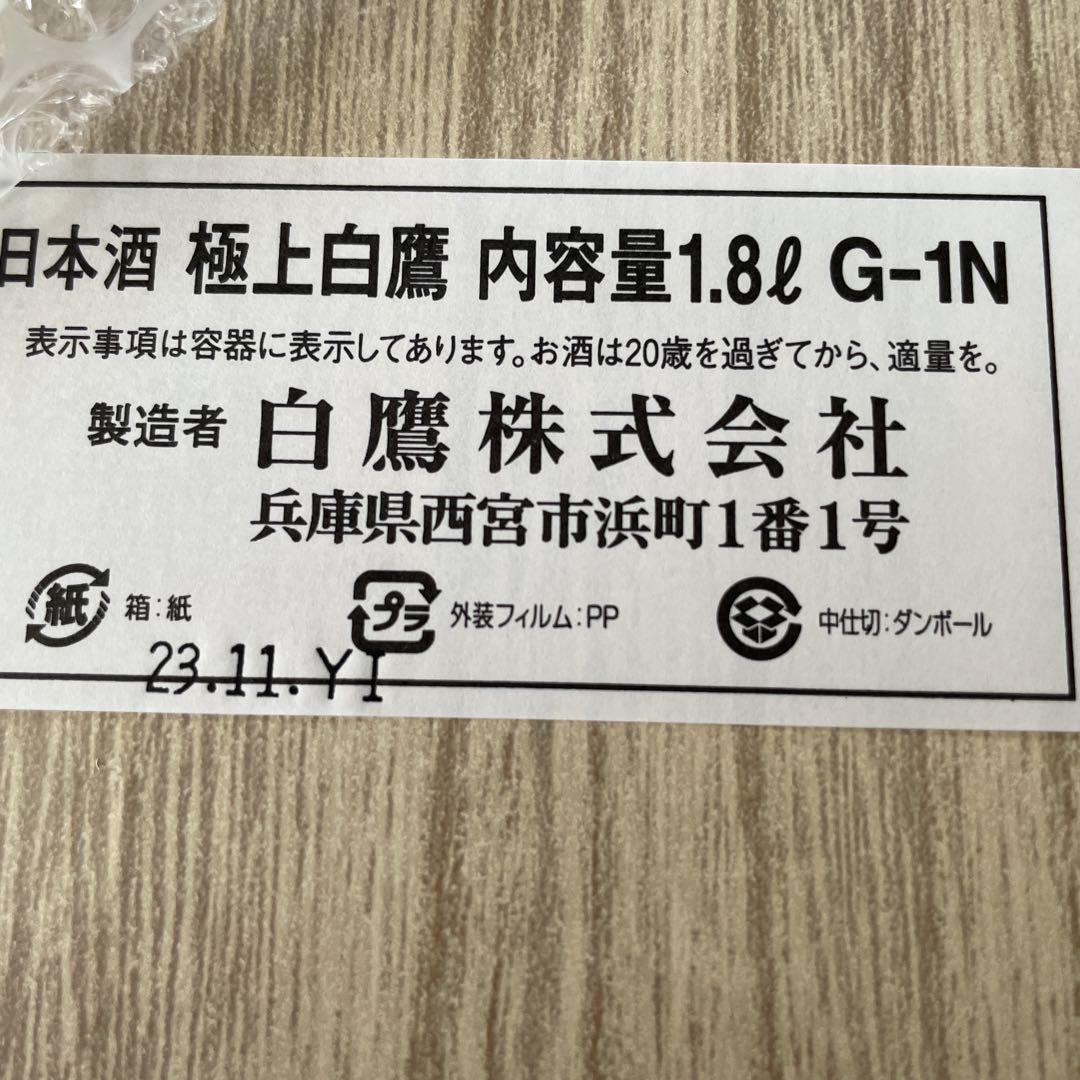 日本酒 極上白鷹 内容量1.8ℓ G-1N
表示事項は容器に表示してあります。お酒は20歳を過ぎてから、適量を。
製造者 白鷹株式会社
兵庫県西宮市浜町1番1号
紙 箱:紙 プラ 外装フィルム:PP 中仕切:ダンボール
23.11.YI